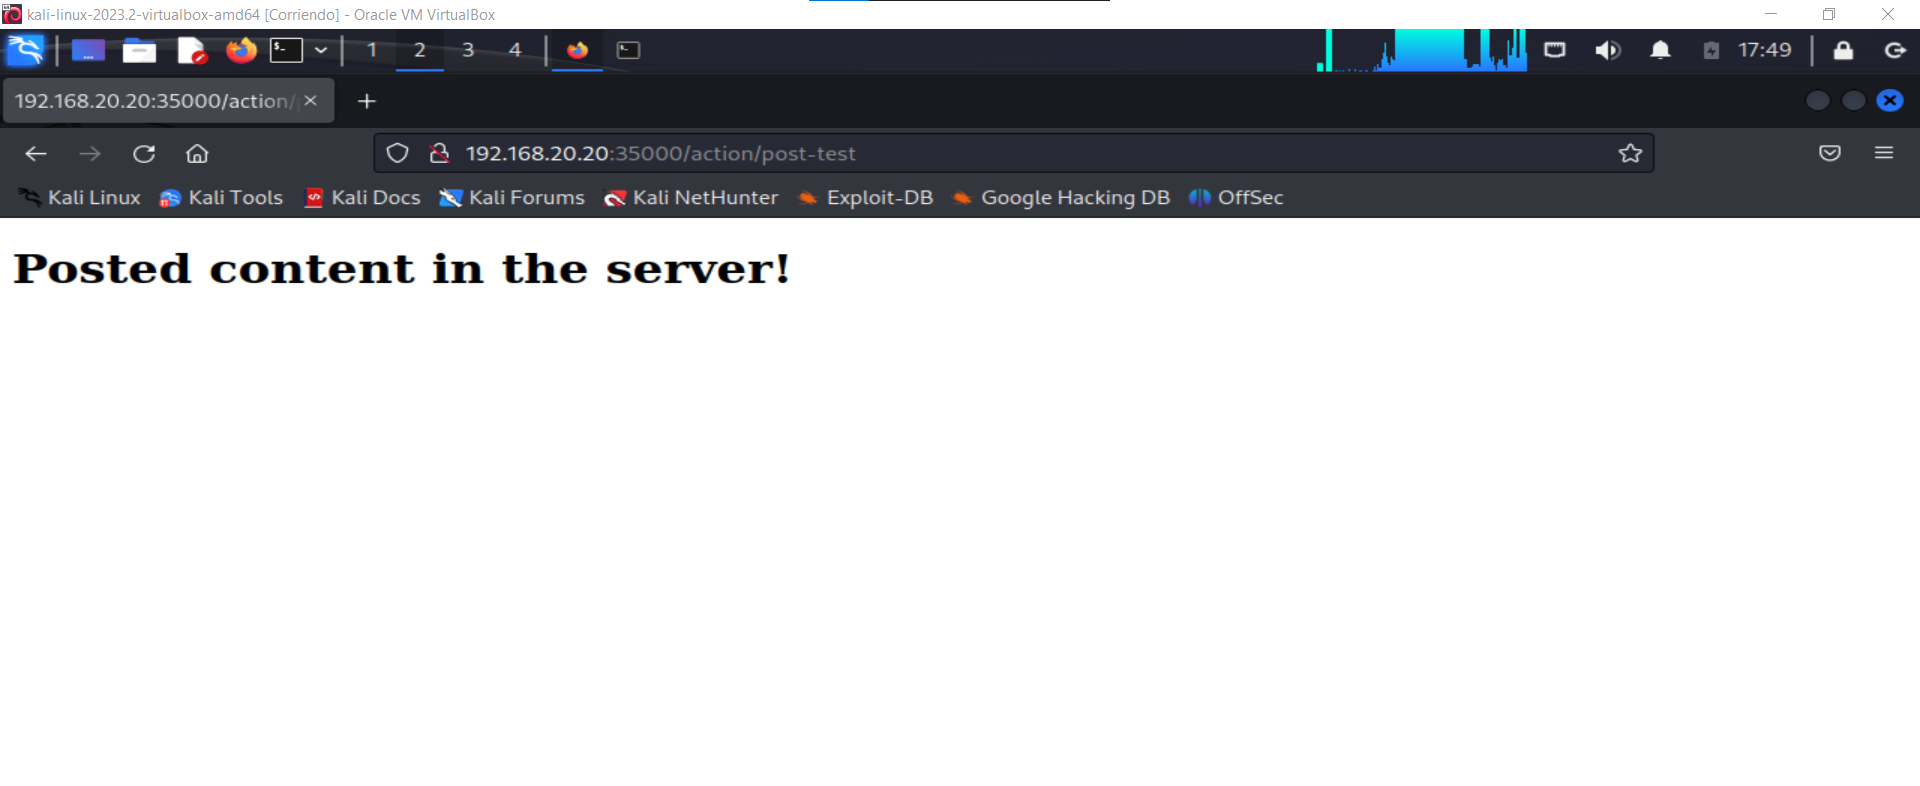 kali-linux-2023.2-virtualbox-amd64 [Corriendo] - Oracle VM VirtualBox
1 2 3 4 17:49
192.168.20.20:35000/action/
192.168.20.20:35000/action/post-test
Kali Linux Kali Tools Kali Docs Kali Forums Kali NetHunter Exploit-DB Google Hacking DB OffSec
Posted content in the server!